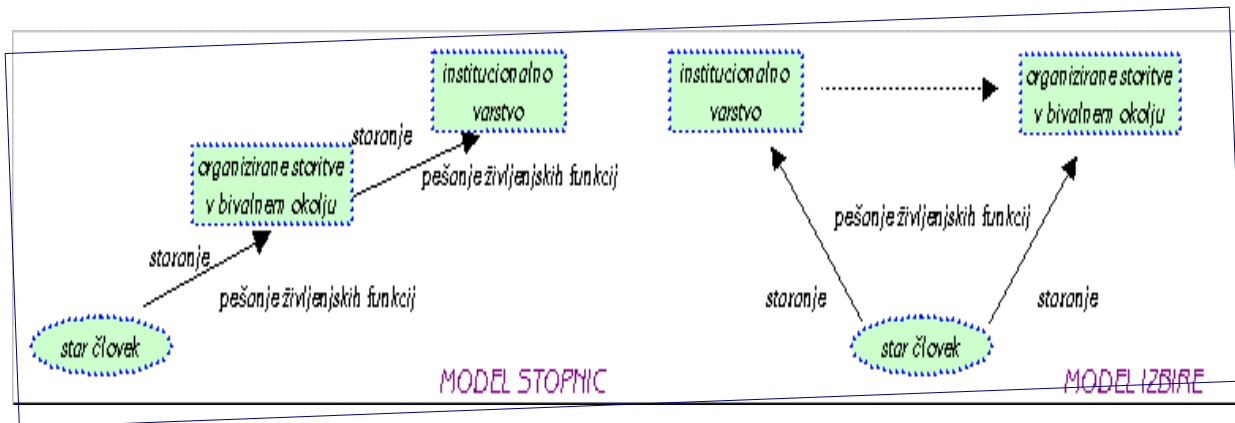 institucionalno
varstvo
staranje
pešanje življenjskih funkcij
organizirane storitve
v bivalnem okolju
staranje
pešanje življenjskih funkcij
star človek
MODEL STOPNIC
institucionalno
varstvo
organizirane storitve
v bivalnem okolju
pešanje življenjskih funkcij
staranje
staranje
star človek
MODEL IZBIRE